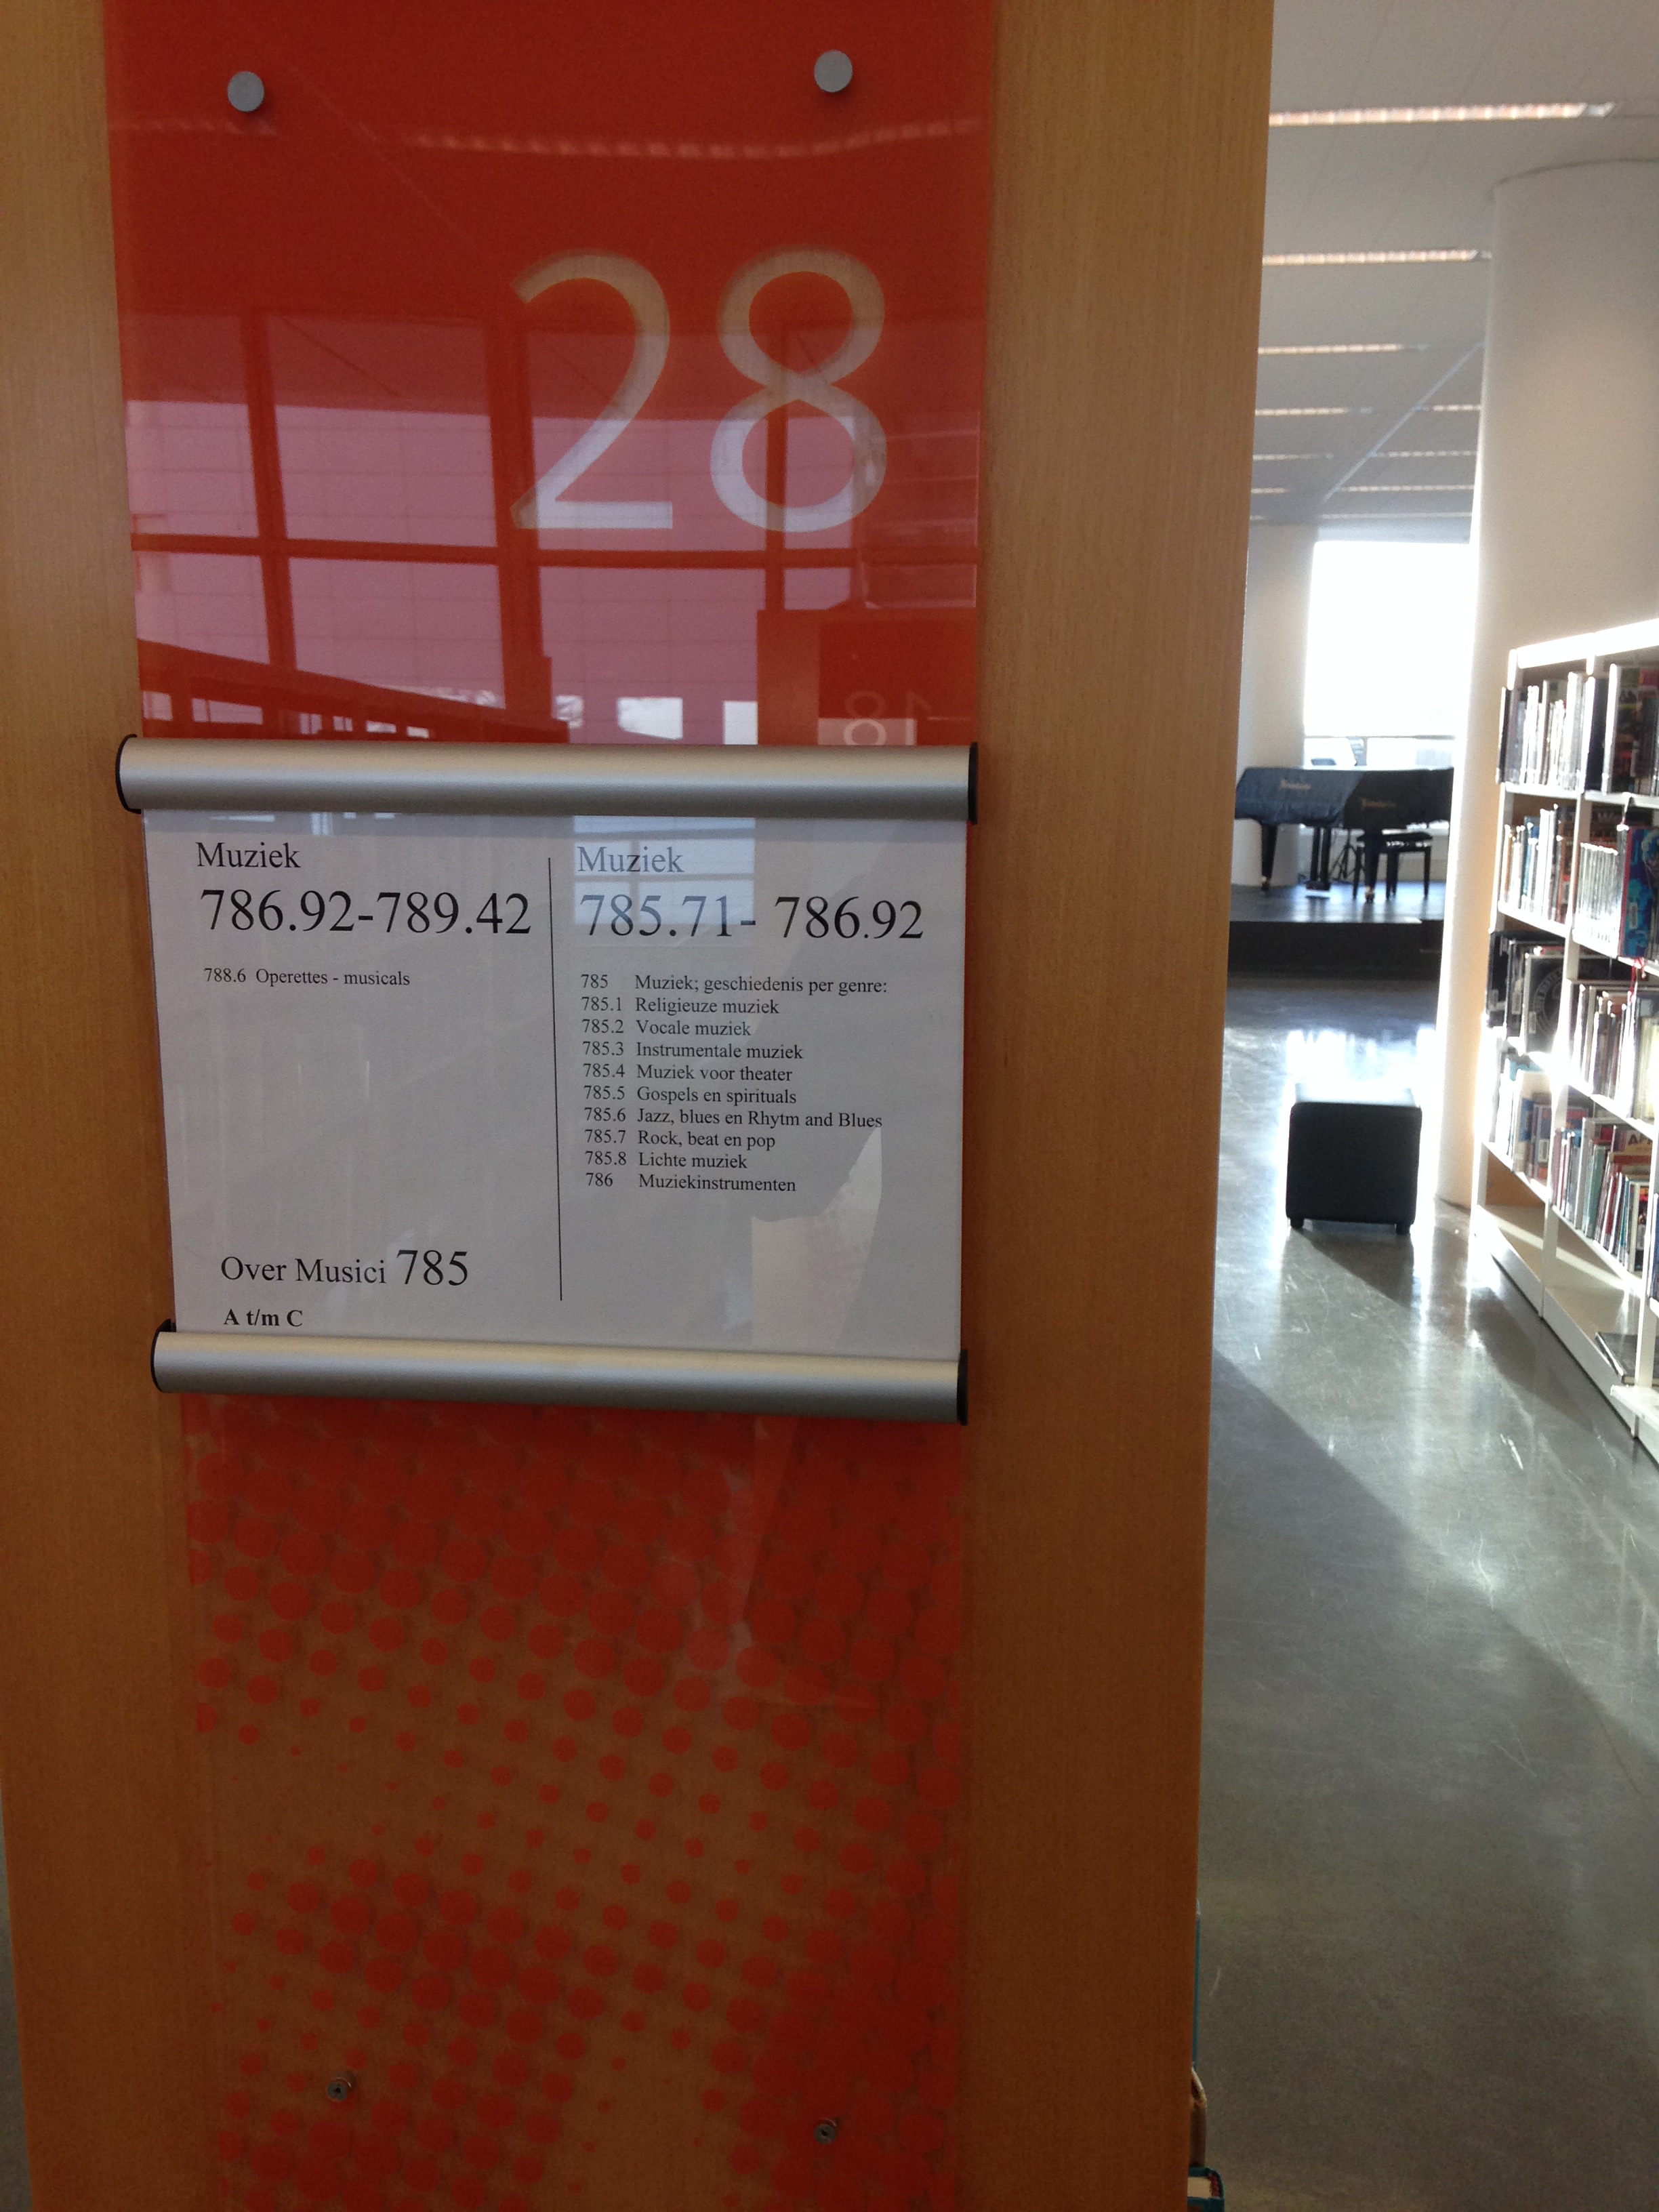 28
Muziek
786.92-789.42
788.6 Operettes - musicals
Over Musici 785
A t/m C
Muziek
785.71- 786.92
785 Muziek; geschiedenis per genre:
785.1 Religieuze muziek
785.2 Vocale muziek
785.3 Instrumentale muziek
785.4 Muziek voor theater
785.5 Gospels en spirituals
785.6 Jazz, blues en Rhytm and Blues
785.7 Rock, beat en pop
785.8 Lichte muziek
786 Muziekinstrumenten